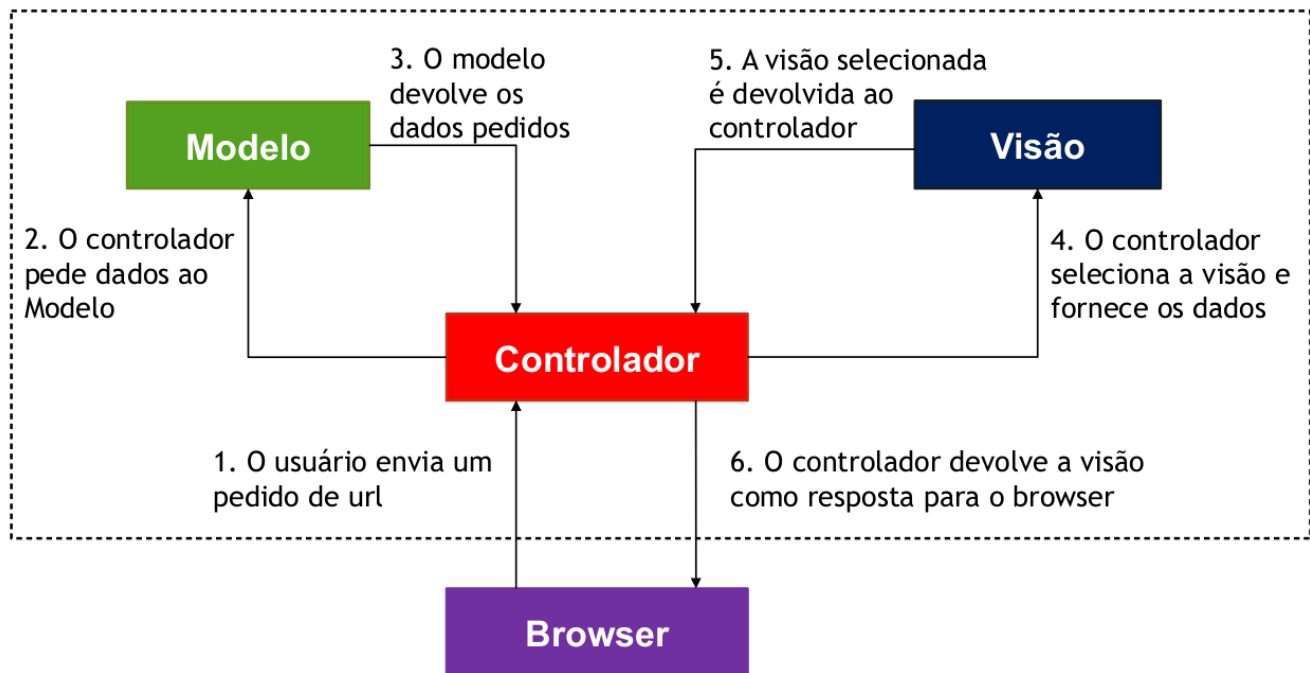 3. O modelo
devolve os
dados pedidos
5. A visão selecionada
é devolvida ao
controlador
Modelo
Visão
2. O controlador
pede dados ao
Modelo
4. O controlador
seleciona a visão e
fornece os dados
Controlador
1. O usuário envia um
pedido de url
6. O controlador devolve a visão
como resposta para o browser
Browser